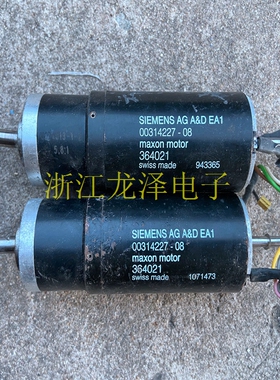 SIEMENS AG A&D EA1
00314227 - 08
maxon motor
364021
swiss made 943365
浙江龙泽电子
SIEMENS AG A&D EA1
00314227 - 08
maxon motor
364021
swiss made 1071473